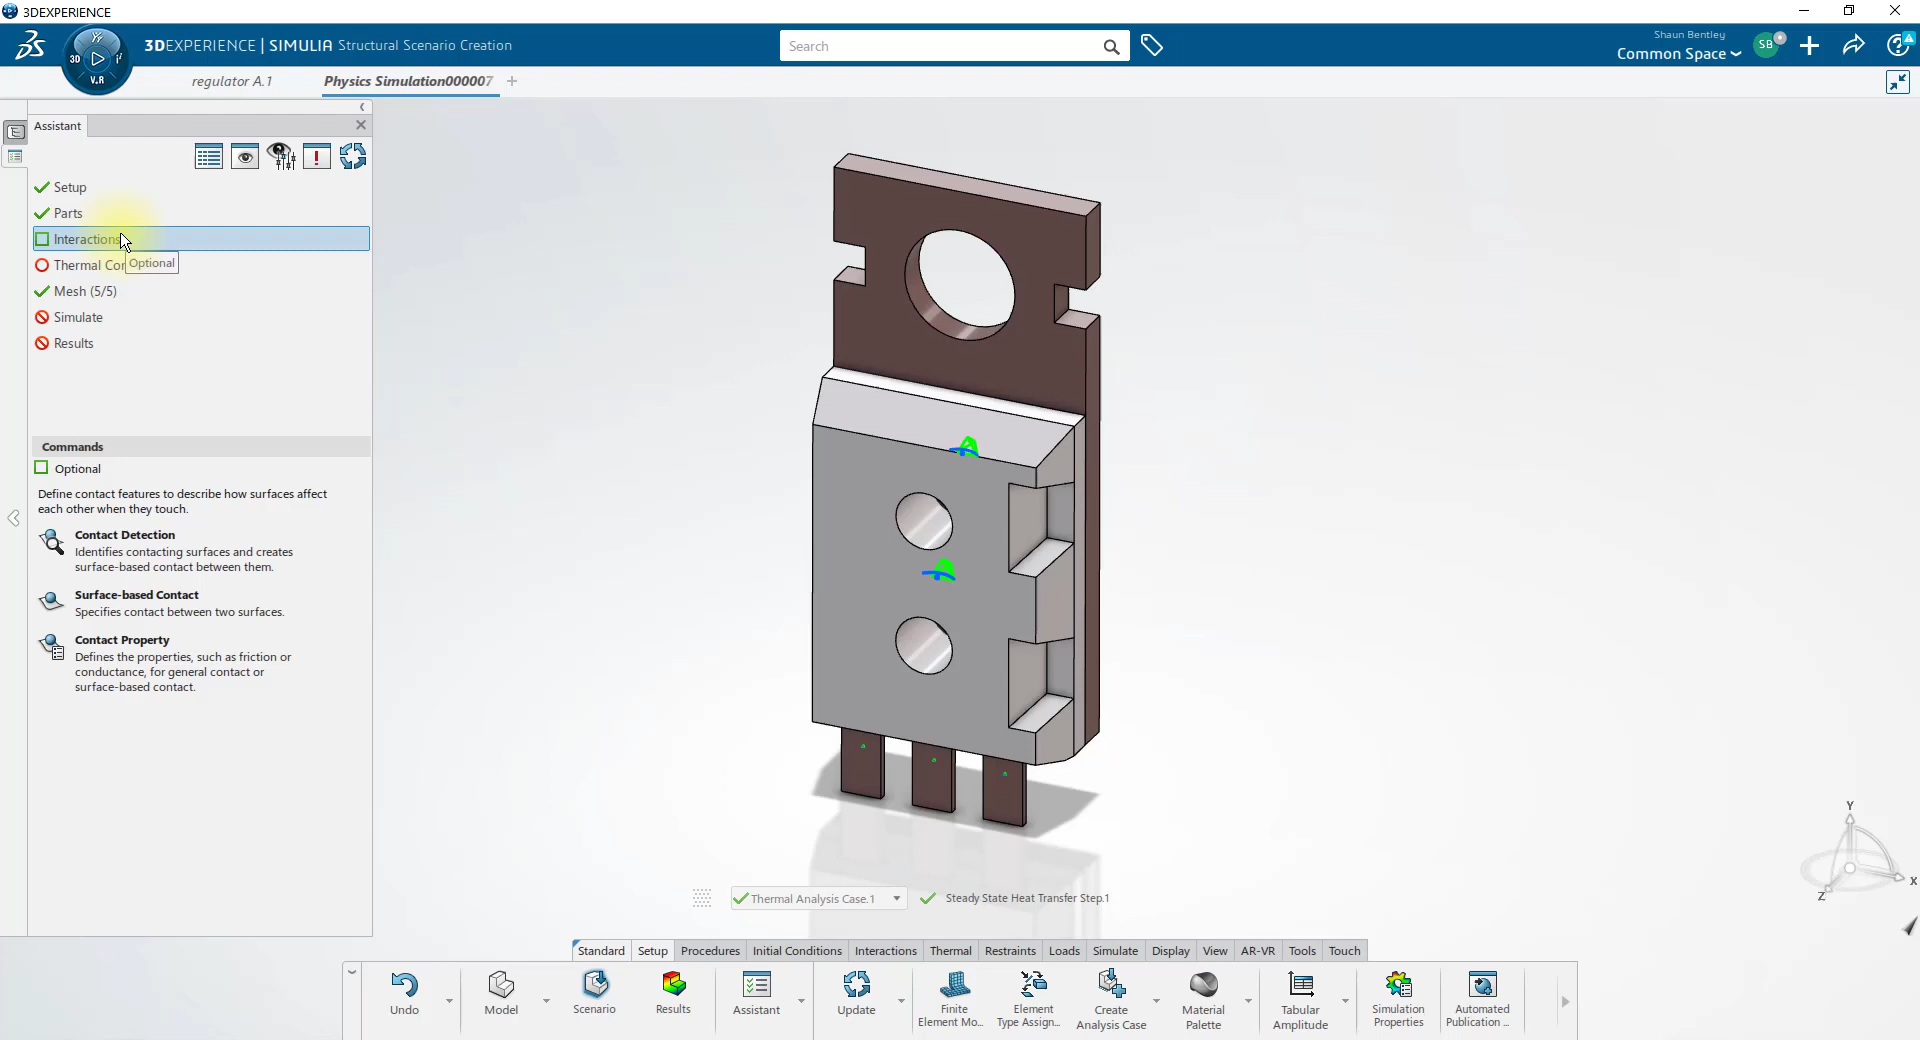 3DEXPERIENCE
3DEXPERIENCE | SIMULIA Structural Scenario Creation
Search
Shaun Bentley
Common Space
SB
3D
V.R
regulator A.1
Physics Simulation000007
Assistant
Setup
Parts
Interactions
Thermal Con
Optional
Mesh (5/5)
Simulate
Results
Commands
Optional
Define contact features to describe how surfaces affect
each other when they touch.
Contact Detection
Identifies contacting surfaces and creates
surface-based contact between them.
Surface-based Contact
Specifies contact between two surfaces.
Contact Property
Defines the properties, such as friction or
conductance, for general contact or
surface-based contact.
Y
X
Z
Thermal Analysis Case.1
Steady State Heat Transfer Step.1
Standard Setup Procedures Initial Conditions Interactions Thermal Restraints Loads Simulate Display View AR-VR Tools Touch
Undo
Model
Scenario
Results
Assistant
Update
Finite
Element Mo...
Element
Type Assign...
Create
Analysis Case
Material
Palette
Tabular
Amplitude
Simulation
Properties
Automated
Publication ...